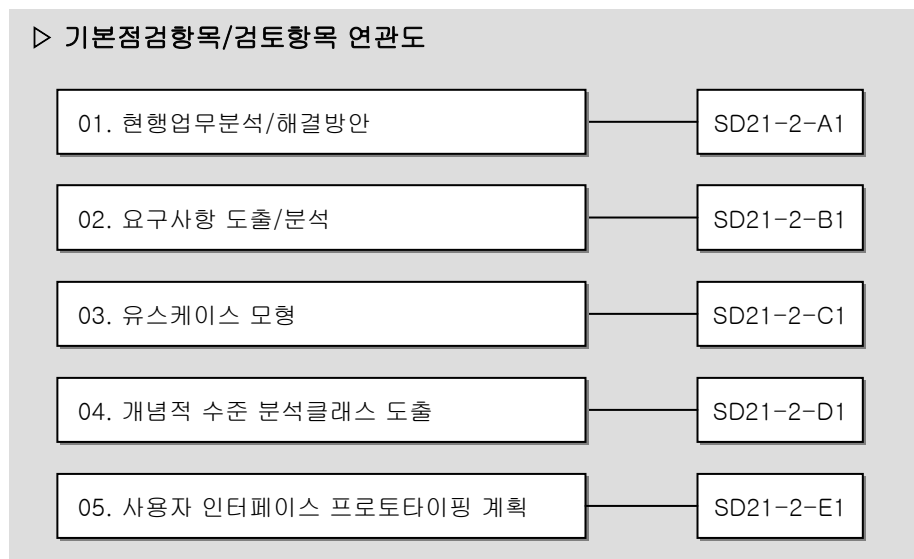 ▷ 기본점검항목/검토항목 연관도
01. 현행업무분석/해결방안 SD21-2-A1
02. 요구사항 도출/분석 SD21-2-B1
03. 유스케이스 모형 SD21-2-C1
04. 개념적 수준 분석클래스 도출 SD21-2-D1
05. 사용자 인터페이스 프로토타이핑 계획 SD21-2-E1